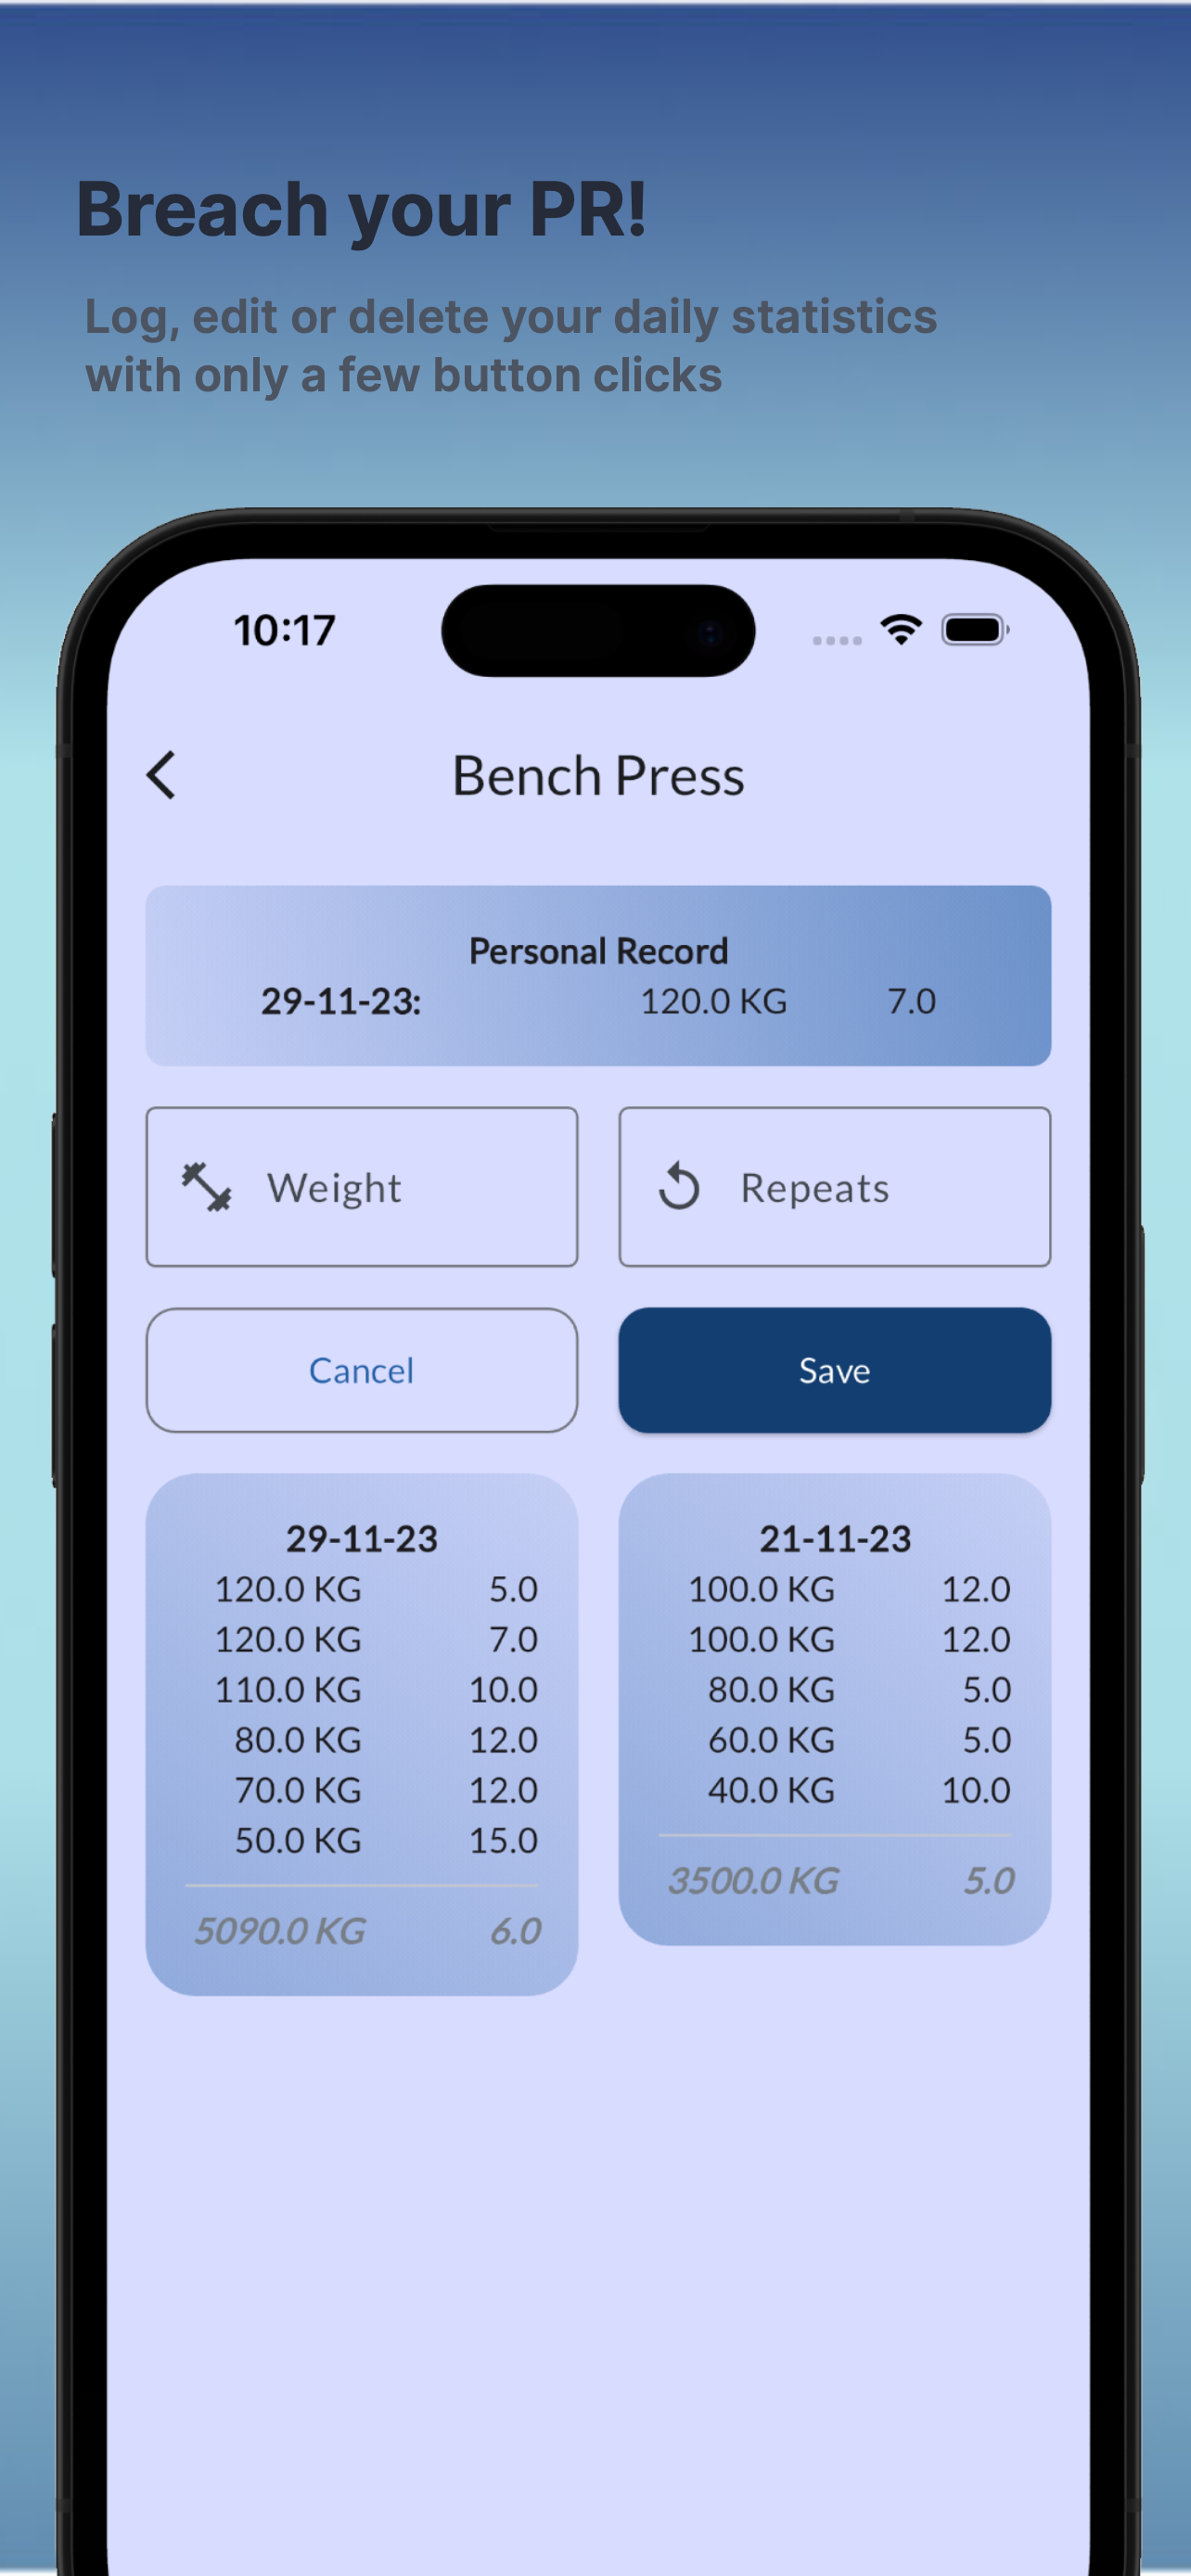 Breach your PR!
Log, edit or delete your daily statistics
with only a few button clicks
10:17
Bench Press
Personal Record
29-11-23: 120.0 KG 7.0
Weight
Repeats
Cancel
Save
29-11-23
120.0 KG 5.0
120.0 KG 7.0
110.0 KG 10.0
80.0 KG 12.0
70.0 KG 12.0
50.0 KG 15.0
5090.0 KG 6.0
21-11-23
100.0 KG 12.0
100.0 KG 12.0
80.0 KG 5.0
60.0 KG 5.0
40.0 KG 10.0
3500.0 KG 5.0